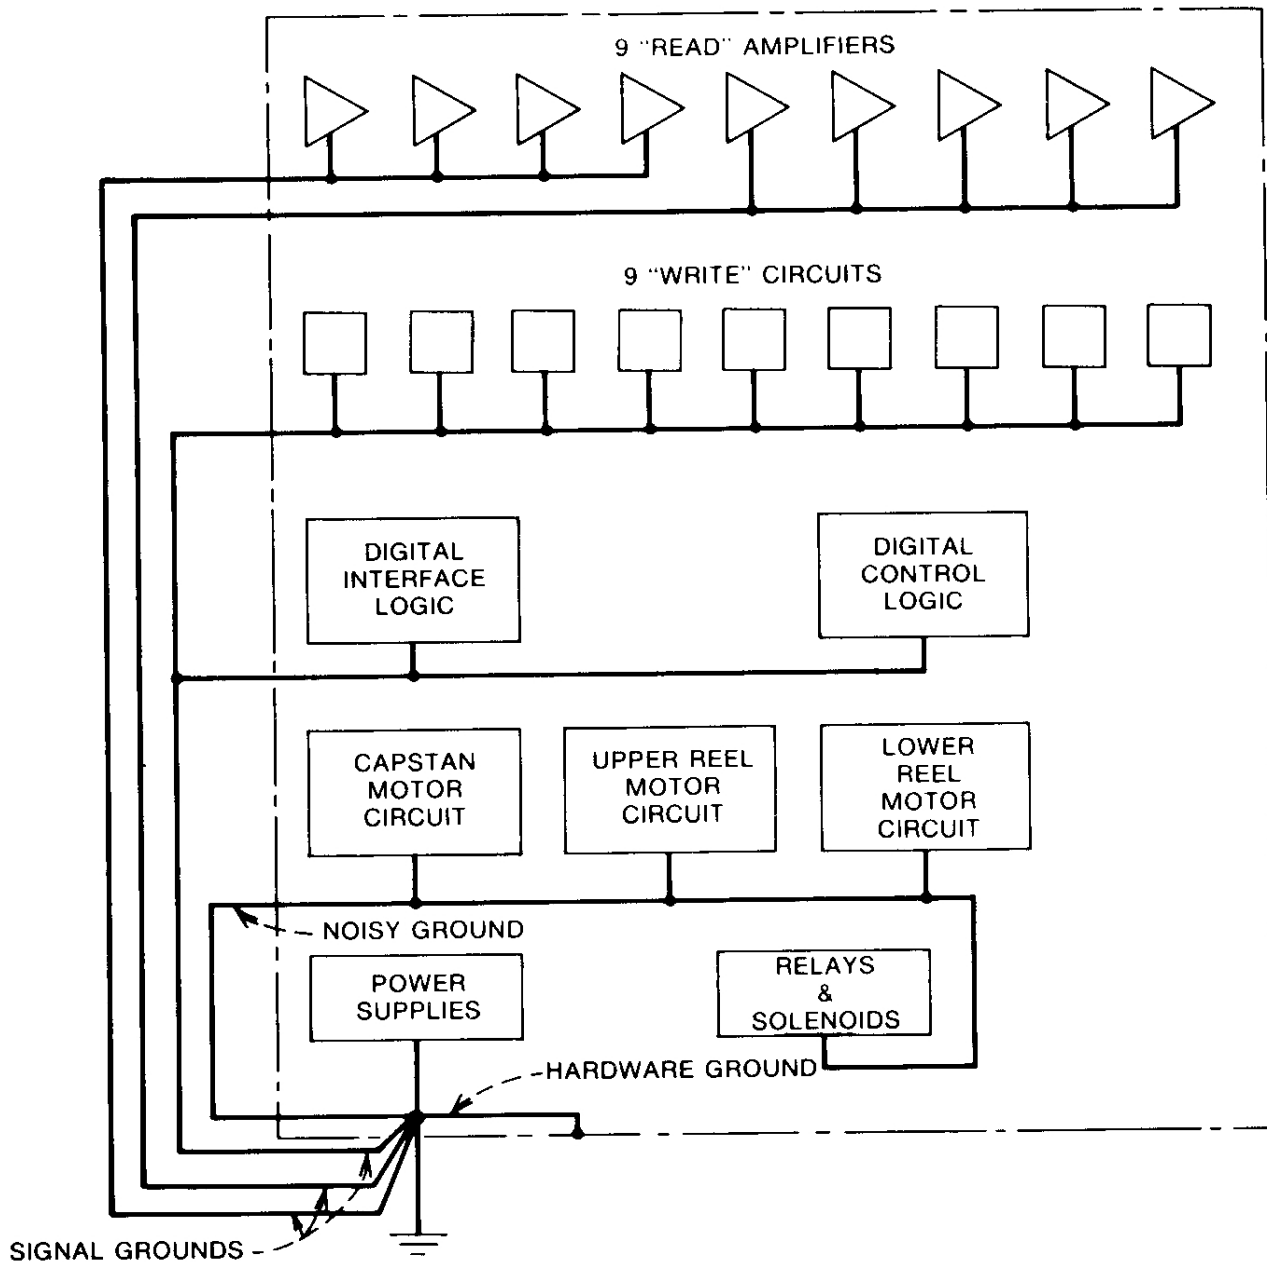 9 "READ" AMPLIFIERS
9 "WRITE" CIRCUITS
DIGITAL
INTERFACE
LOGIC
DIGITAL
CONTROL
LOGIC
CAPSTAN
MOTOR
CIRCUIT
UPPER REEL
MOTOR
CIRCUIT
LOWER
REEL
MOTOR
CIRCUIT
NOISY GROUND
POWER
SUPPLIES
RELAYS
&
SOLENOIDS
HARDWARE GROUND
SIGNAL GROUNDS